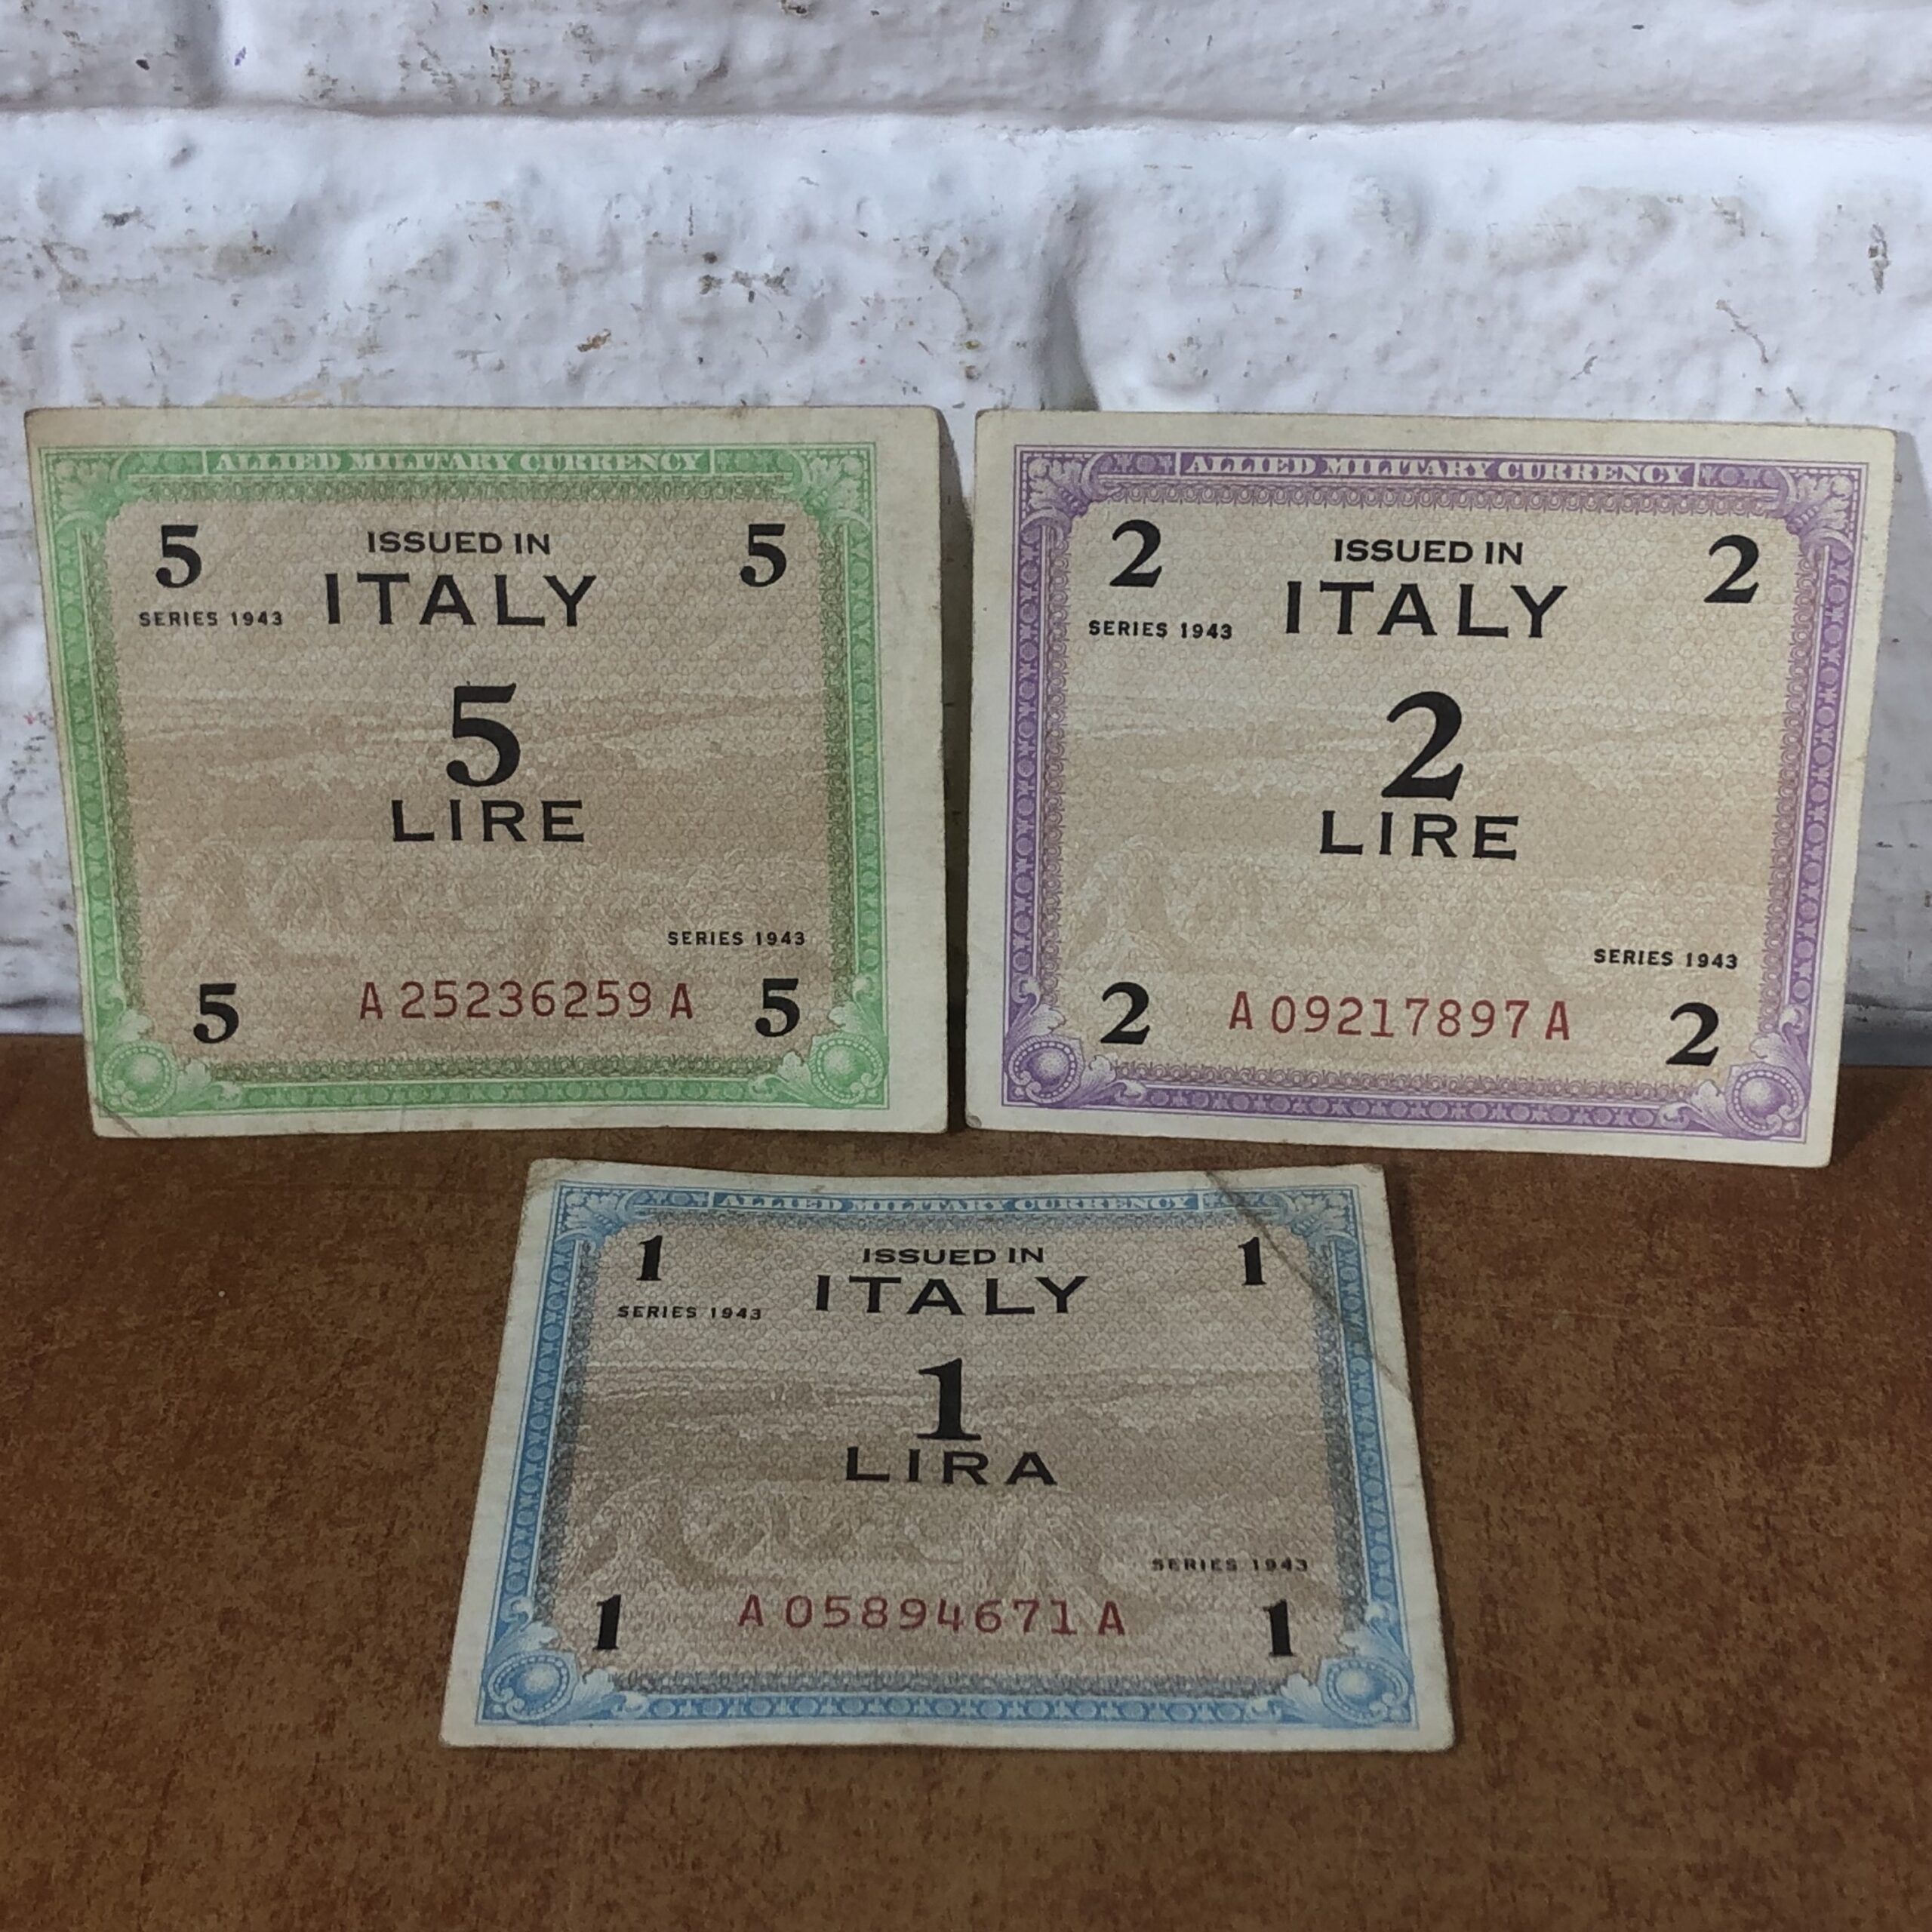 ALLIED MILITARY CURRENCY
5 ISSUED IN 5
SERIES 1943 ITALY
5
LIRE
SERIES 1943
5 A 25236259 A 5
ALLIED MILITARY CURRENCY
2 ISSUED IN 2
SERIES 1943 ITALY
2
LIRE
SERIES 1943
2 A 09217897 A 2
ALLIED MILITARY CURRENCY
1 ISSUED IN 1
SERIES 1943 ITALY
1
LIRA
SERIES 1943
1 A 05894671 A 1